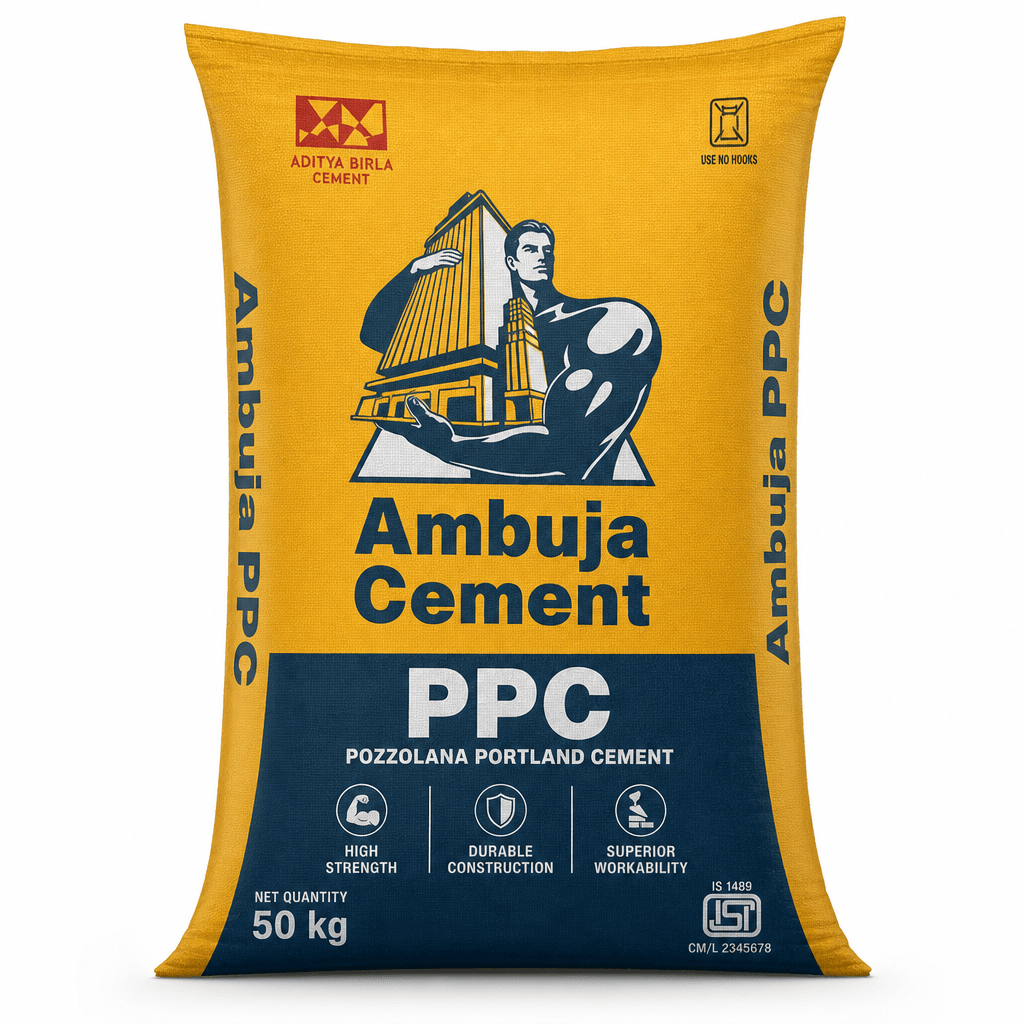 ADITYA BIRLA
CEMENT
USE NO HOOKS
Ambuja PPC
Ambuja PPC
Ambuja
Cement
PPC
POZZOLANA PORTLAND CEMENT
HIGH
STRENGTH
DURABLE
CONSTRUCTION
SUPERIOR
WORKABILITY
NET QUANTITY
50 kg
IS 1489
ISI
CM/L 2345678